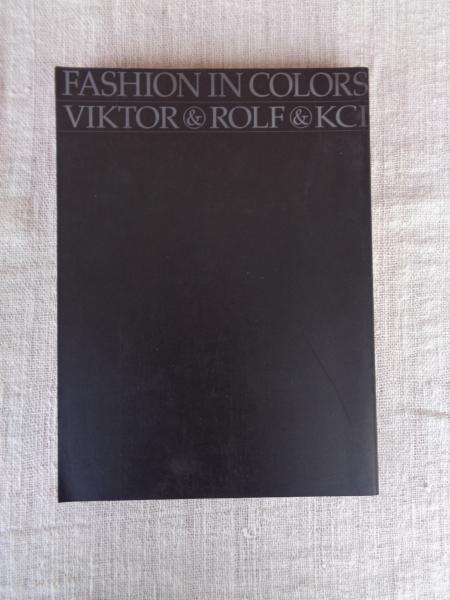 FASHION IN COLORS
VIKTOR & ROLF & KCI